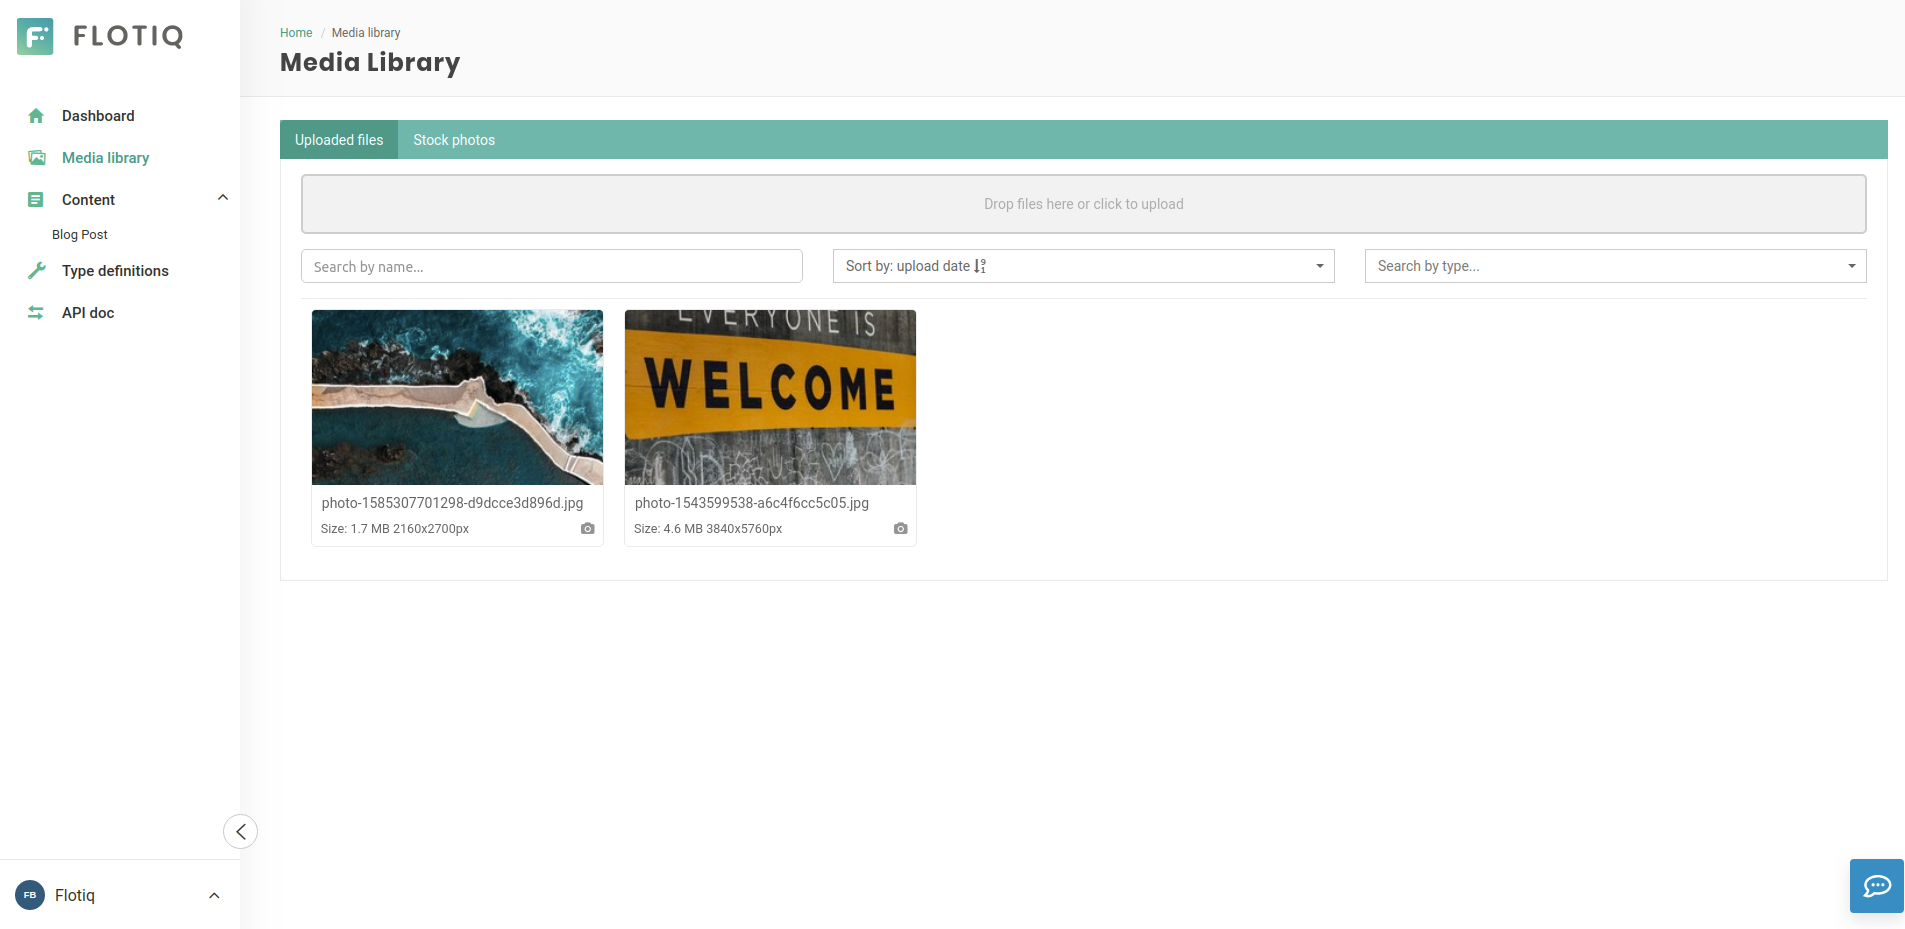 FLOTIQ
Home / Media library
Media Library
Dashboard
Media library
Content
Blog Post
Type definitions
API doc
Uploaded files
Stock photos
Drop files here or click to upload
Search by name...
Sort by: upload date
Search by type...
EVERYONE IS
WELCOME
photo-1585307701298-d9dcce3d896d.jpg
Size: 1.7 MB 2160x2700px
photo-1543599538-a6c4f6cc5c05.jpg
Size: 4.6 MB 3840x5760px
FB
Flotiq